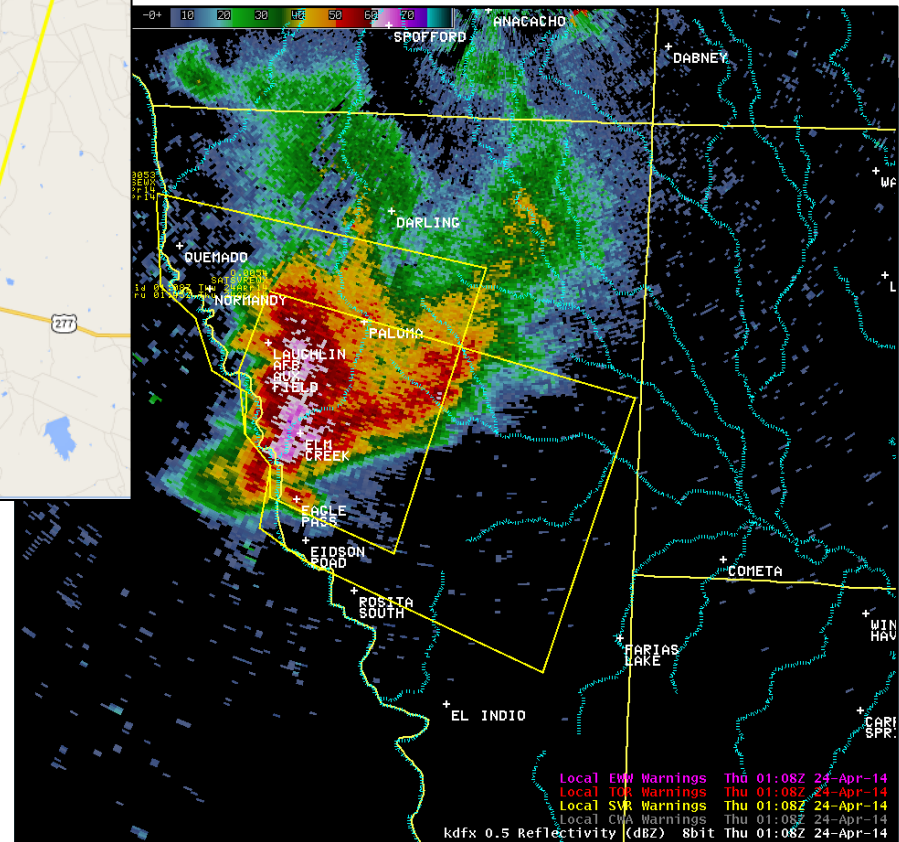 -0+ 10 20 30 40 50 60 70
ANACACHO
SPOFFORD
DABNEY
DARLING
QUEMADO
NORMANDY
PALOMA
LAUGHLIN
AFB
AUX
FIELD
277
ELM
CREEK
EAGLE
PASS
EIDSON
ROAD
COMETA
ROSITA
SOUTH
WIN
HAV
FARIAS
LAKE
EL INDIO
CARR
SPR
Local EWW Warnings Thu 01:08Z 24-Apr-14
Local TOR Warnings Thu 01:08Z 24-Apr-14
Local SVR Warnings Thu 01:08Z 24-Apr-14
Local CWA Warnings Thu 01:08Z 24-Apr-14
kdfx 0.5 Reflectivity (dBZ) 8bit Thu 01:08Z 24-Apr-14